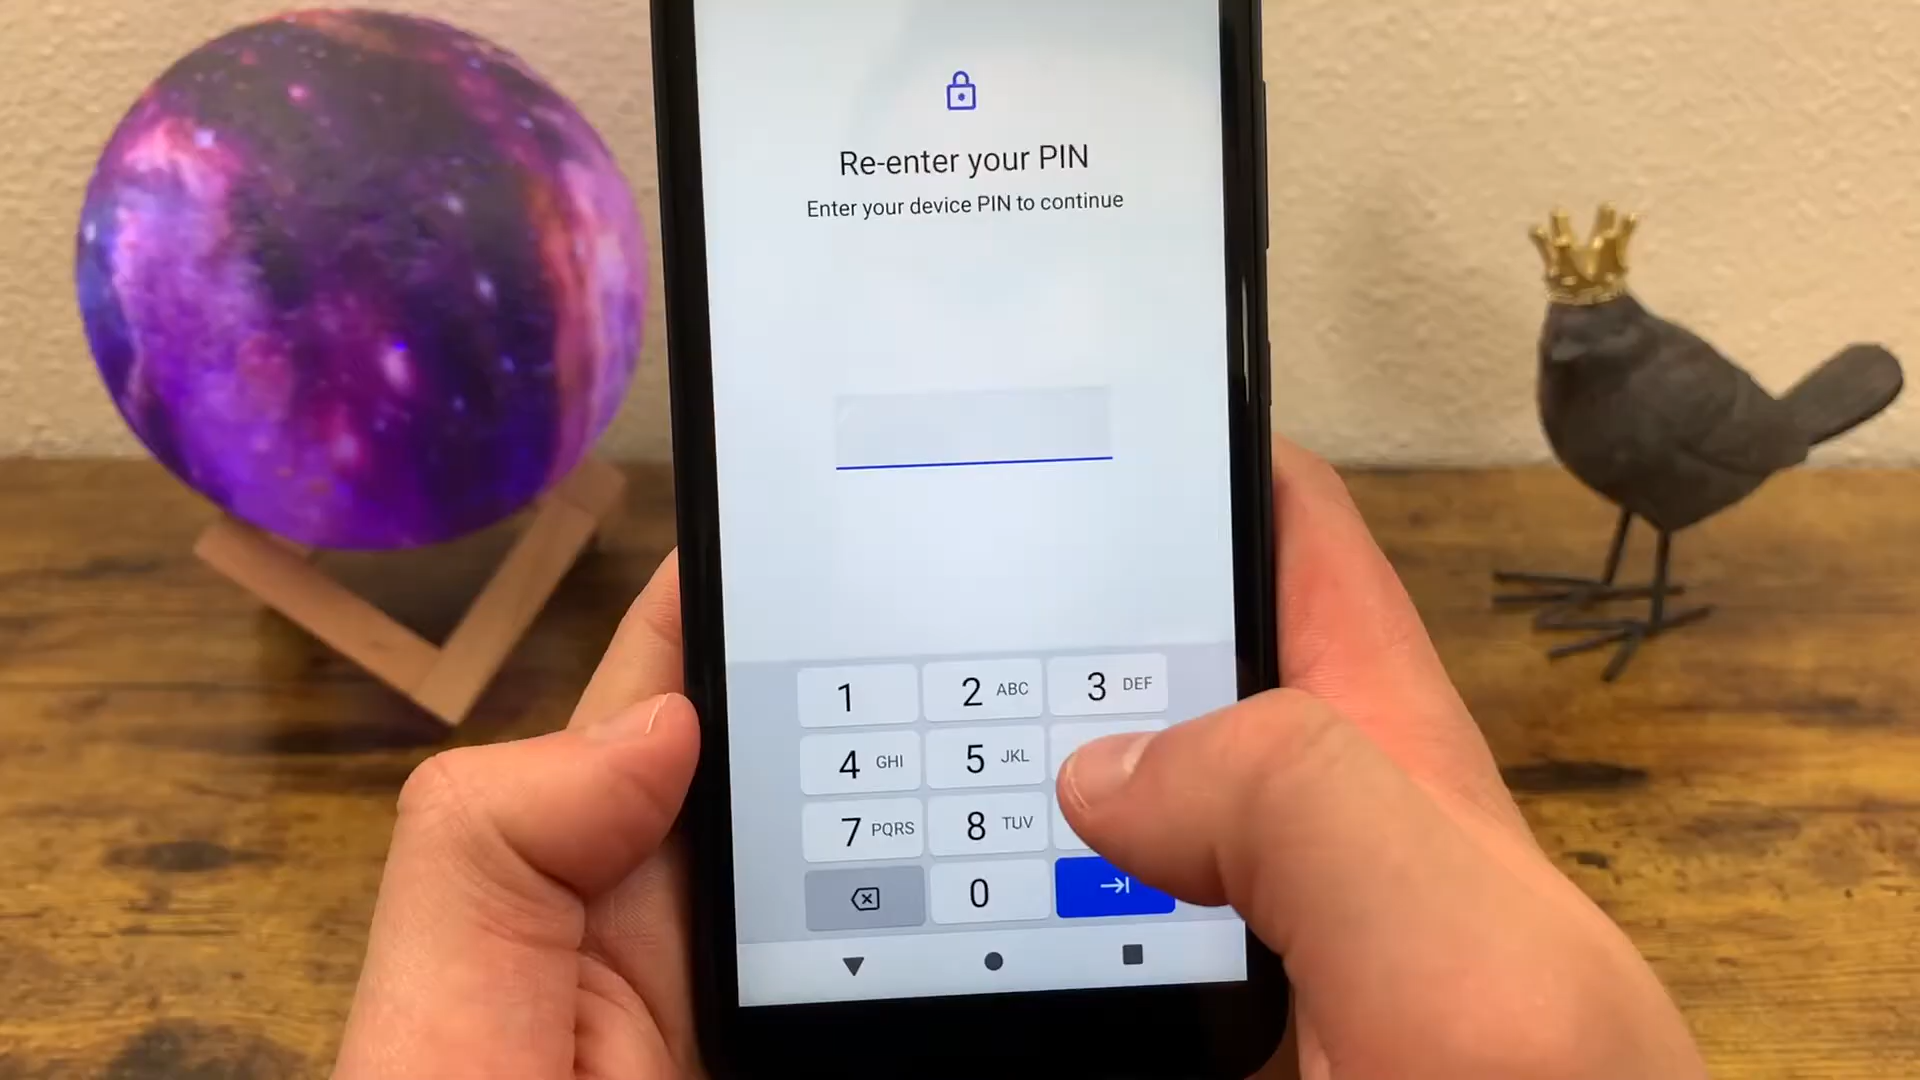 Re-enter your PIN
Enter your device PIN to continue
1 2 ABC 3 DEF
4 GHI 5 JKL
7 PQRS 8 TUV
0